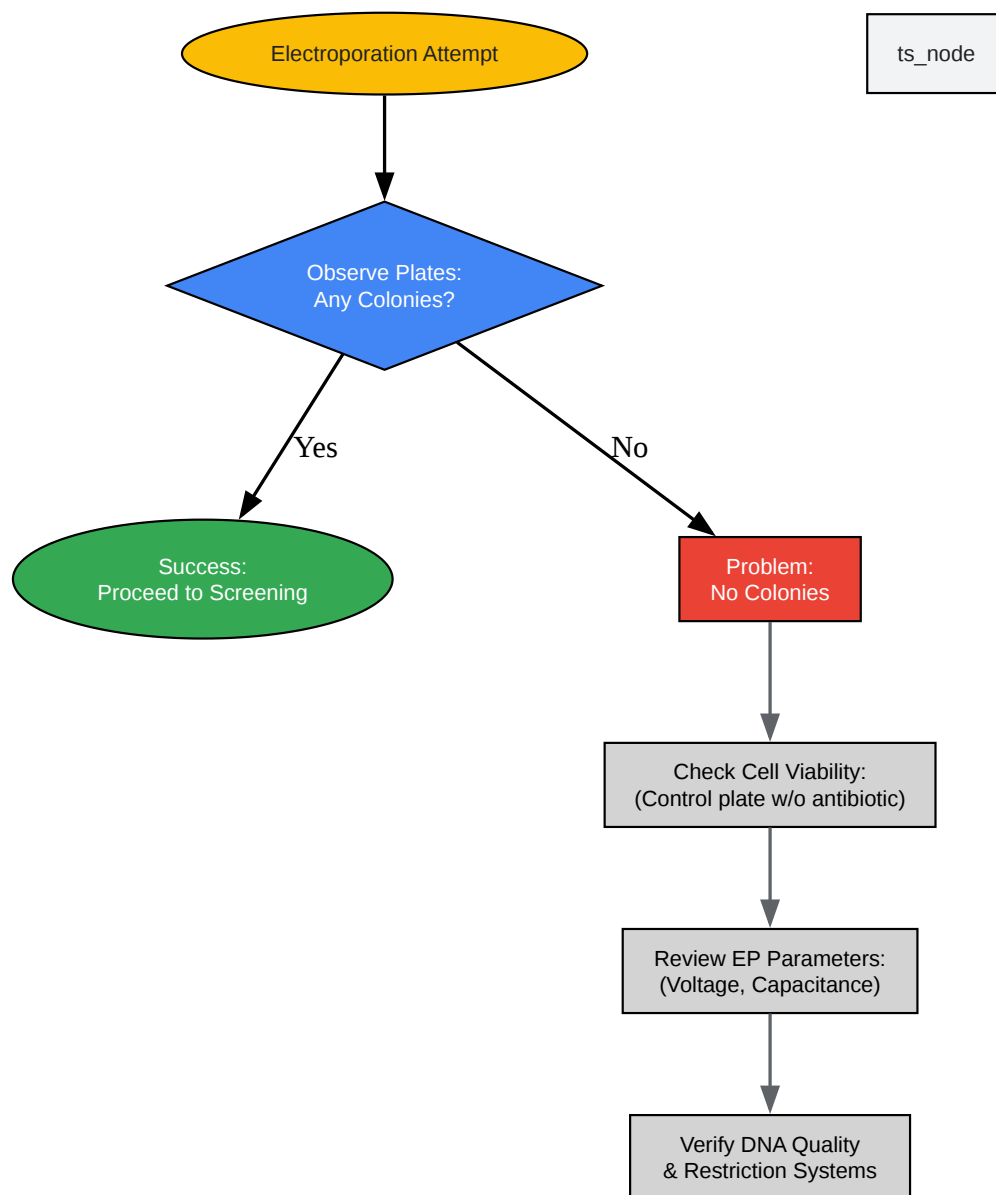 Electroporation Attempt
ts_node
Observe Plates:
Any Colonies?
Yes
No
Success:
Proceed to Screening
Problem:
No Colonies
Check Cell Viability:
(Control plate w/o antibiotic)
Review EP Parameters:
(Voltage, Capacitance)
Verify DNA Quality
& Restriction Systems